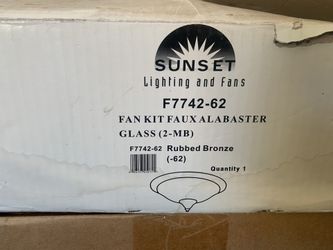 SUNSET
Lighting and Fans
F7742-62
FAN KIT FAUX ALABASTER
GLASS (2-MB)
F7742-62 Rubbed Bronze
(-62)
Quantity 1